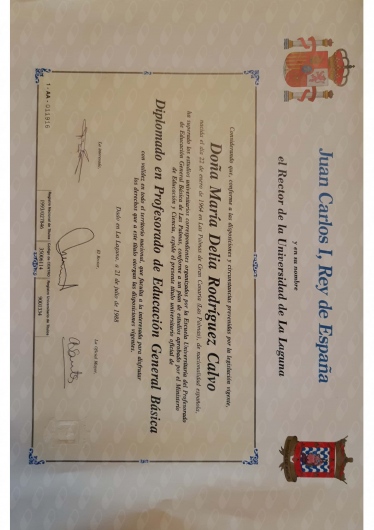 Juan Carlos I, Rey de España
y en su nombre
el Rector de la Universidad de La Laguna
Considerando que, conforme a las disposiciones y circunstancias prevenidas por la legislación vigente,
Doña María Delia Rodríguez Calvo
nacida el día 22 de enero de 1964 en Las Palmas de Gran Canaria (Las Palmas), de nacionalidad española,
ha superado los estudios universitarios correspondientes organizados por la Escuela Universitaria del Profesorado
de Educación General Básica de Las Palmas, conforme a un plan de estudios aprobado por el Ministerio
de Educación y Ciencia, expide el presente título universitario oficial de
Diplomado en Profesorado de Educación General Básica
con validez en todo el territorio nacional, que faculta a la interesada para disfrutar
los derechos que a este título otorgan las disposiciones vigentes.
Dado en La Laguna, a 21 de julio de 1988
La interesada,
El Rector,
La oficial Mayor,
1-AA-011816